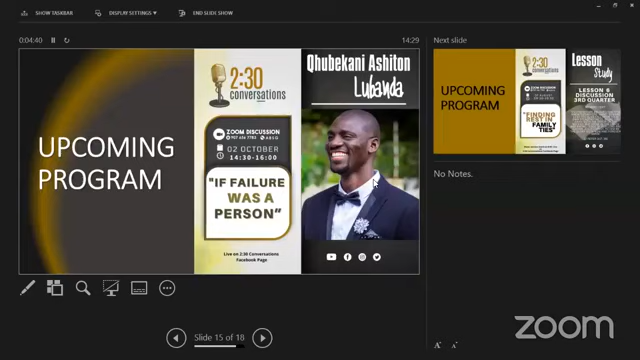 SHOW TASKBAR
DISPLAY SETTINGS
END SLIDE SHOW
0:04:40
14:29
UPCOMING
PROGRAM
2:30
conversations
ZOOM DISCUSSION
02 OCTOBER
14:30-16:00
"IF FAILURE
WAS A
PERSON"
Live on 2:30 Conversations
Facebook Page
Qhubekani Ashiton
Lubanda
Slide 15 of 18
Next slide
UPCOMING
PROGRAM
2:30
conversations
ZOOM DISCUSSION
"FINDING
REST IN
FAMILY
TIES"
Lesson
Study
LESSON 6
DISCUSSION
3RD QUARTER
No Notes.
zoom